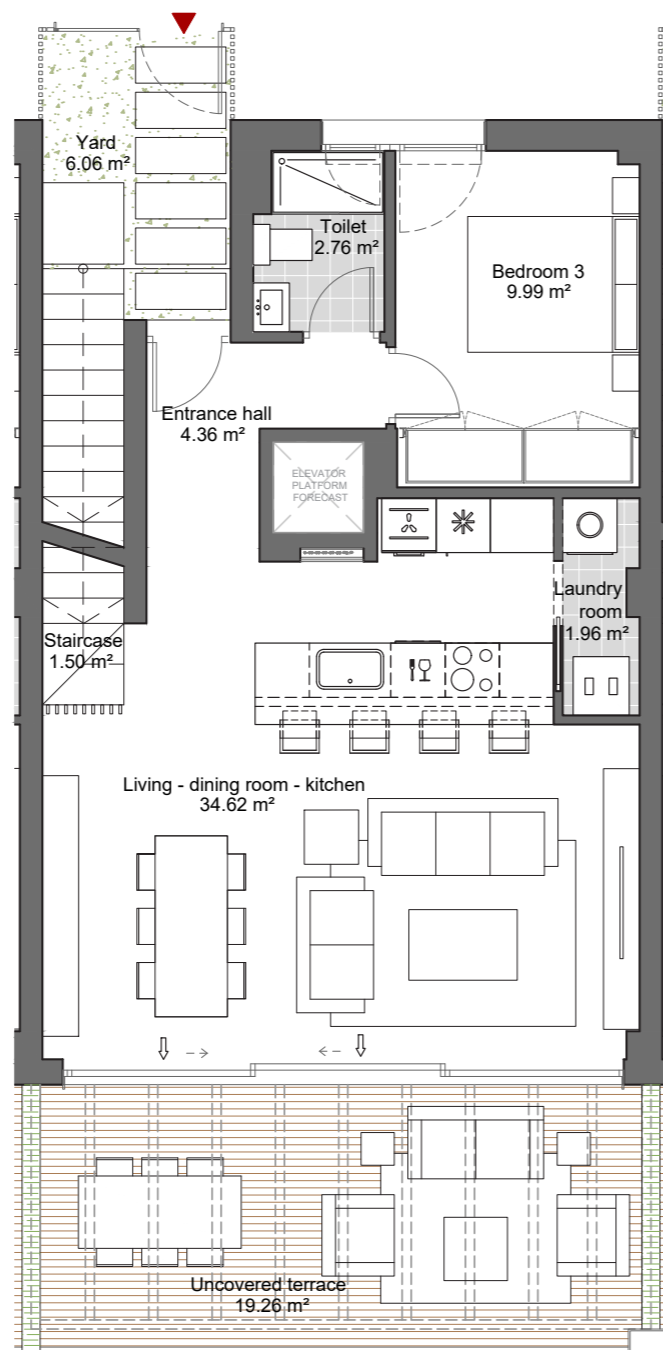 Yard
6.06 m²
Toilet
2.76 m²
Bedroom 3
9.99 m²
Entrance hall
4.36 m²
ELEVATOR
PLATFORM
FORECAST
Laundry
room
1.96 m²
Staircase
1.50 m²
Living - dining room - kitchen
34.62 m²
Uncovered terrace
19.26 m²